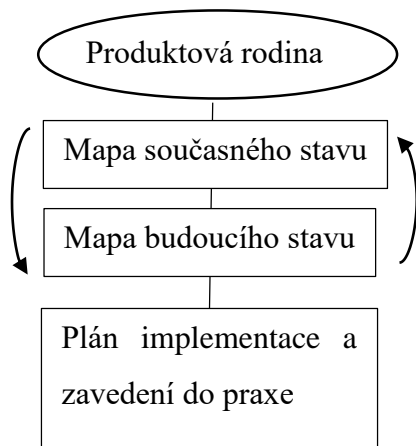 Produktová rodina
Mapa současného stavu
Mapa budoucího stavu
Plán implementace a
zavedení do praxe